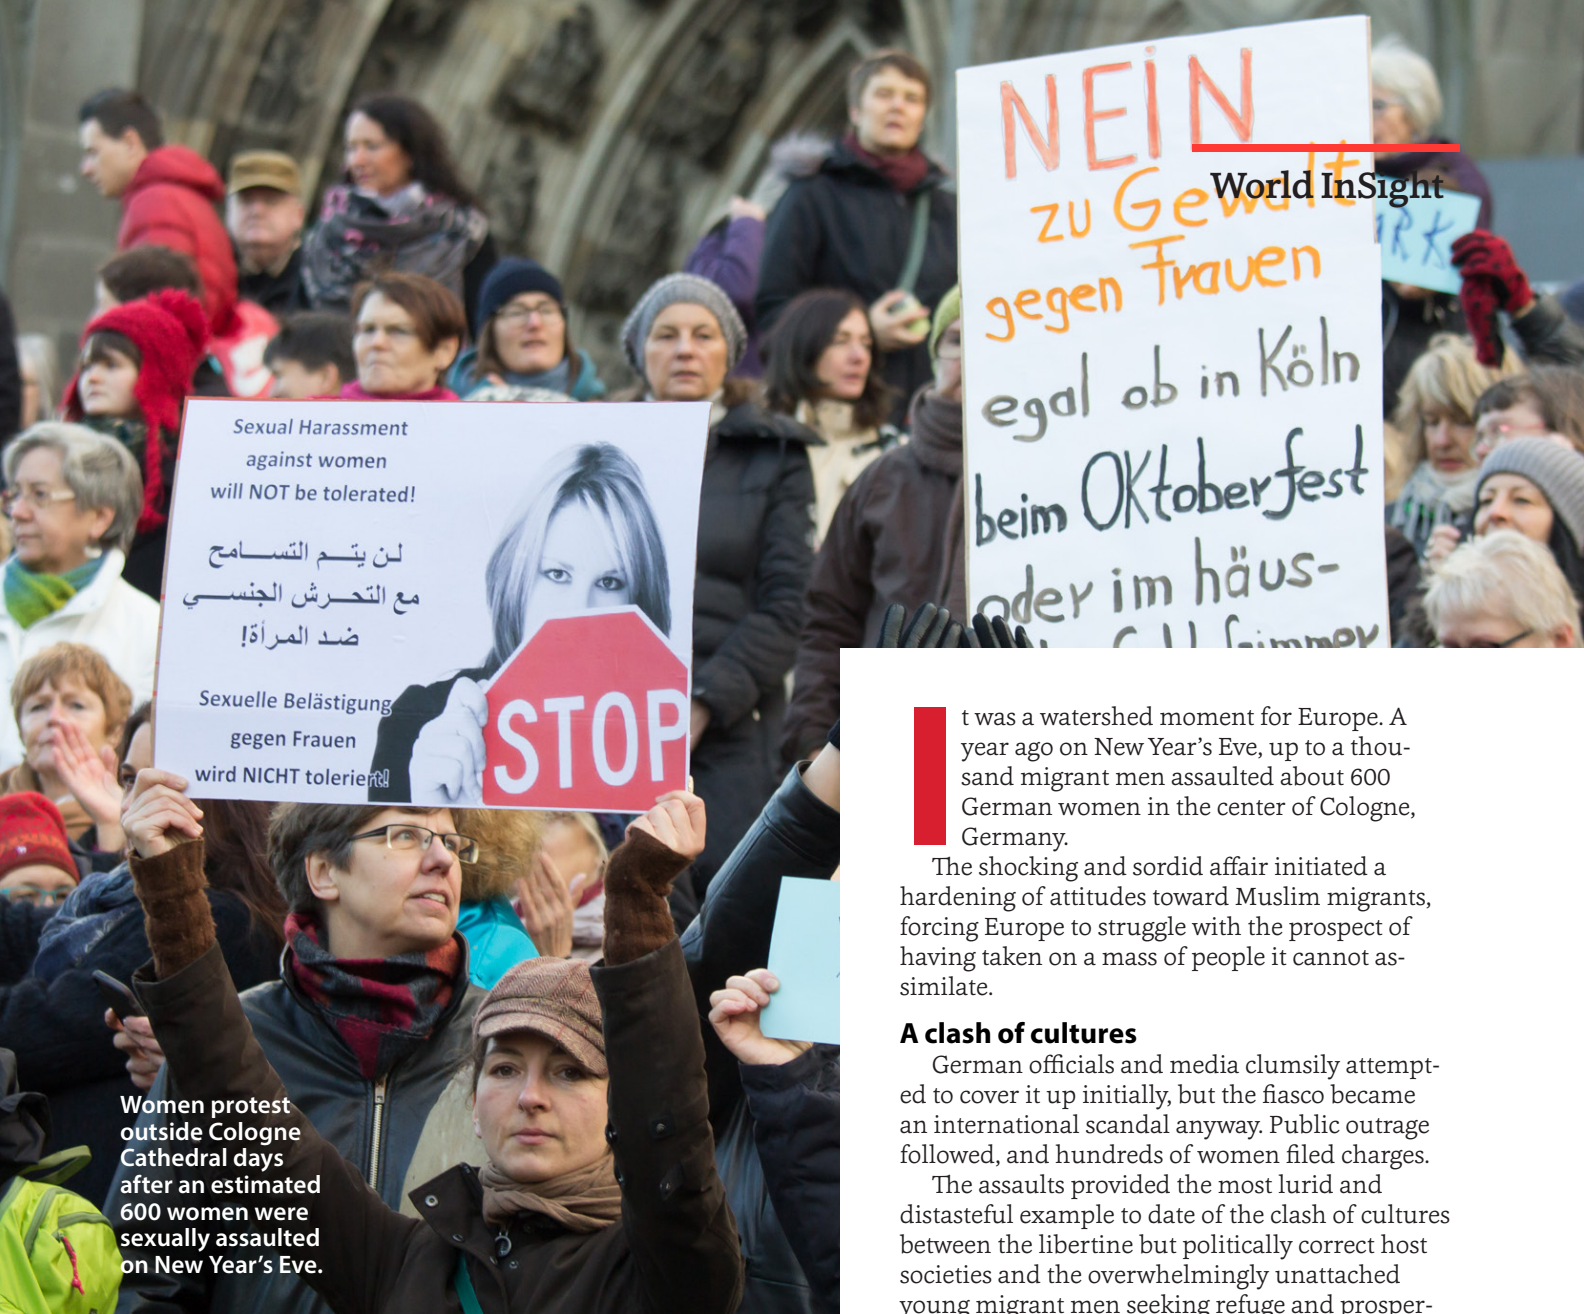 World InSight
NEIN
zu Gewalt
gegen Frauen
egal ob in Köln
beim Oktoberfest
oder im häus-
Sexual Harassment
against women
will NOT be tolerated!
لن يتم التسامح
مع التحرش الجنسي
ضد المرأة!
Sexuelle Belästigung
gegen Frauen
wird NICHT toleriert!
STOP
Women protest
outside Cologne
Cathedral days
after an estimated
600 women were
sexually assaulted
on New Year’s Eve.
It was a watershed moment for Europe. A
year ago on New Year’s Eve, up to a thou-
sand migrant men assaulted about 600
German women in the center of Cologne,
Germany.
The shocking and sordid affair initiated a
hardening of attitudes toward Muslim migrants,
forcing Europe to struggle with the prospect of
having taken on a mass of people it cannot as-
similate.
A clash of cultures
German officials and media clumsily attempt-
ed to cover it up initially, but the fiasco became
an international scandal anyway. Public outrage
followed, and hundreds of women filed charges.
The assaults provided the most lurid and
distasteful example to date of the clash of cultures
between the libertine but politically correct host
societies and the overwhelmingly unattached
young migrant men seeking refuge and prosper-